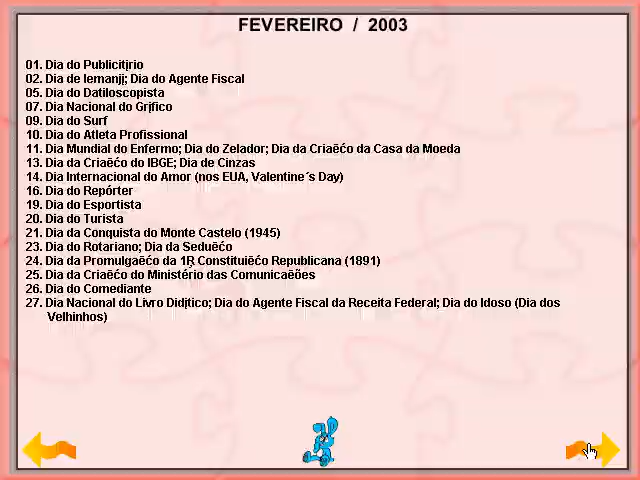 FEVEREIRO / 2003
01. Dia do Publicitįrio
02. Dia de Iemanjį; Dia do Agente Fiscal
05. Dia do Datiloscopista
07. Dia Nacional do Grįfico
09. Dia do Surf
10. Dia do Atleta Profissional
11. Dia Mundial do Enfermo; Dia do Zelador; Dia da Criaēćo da Casa da Moeda
13. Dia da Criaēćo do IBGE; Dia de Cinzas
14. Dia Internacional do Amor (nos EUA, Valentine´s Day)
16. Dia do Repórter
19. Dia do Esportista
20. Dia do Turista
21. Dia da Conquista do Monte Castelo (1945)
23. Dia do Rotariano; Dia da Seduēćo
24. Dia da Promulgaēćo da 1Ŗ Constituiēćo Republicana (1891)
25. Dia da Criaēćo do Ministério das Comunicaēões
26. Dia do Comediante
27. Dia Nacional do Livro Didįtico; Dia do Agente Fiscal da Receita Federal; Dia do Idoso (Dia dos
Velhinhos)